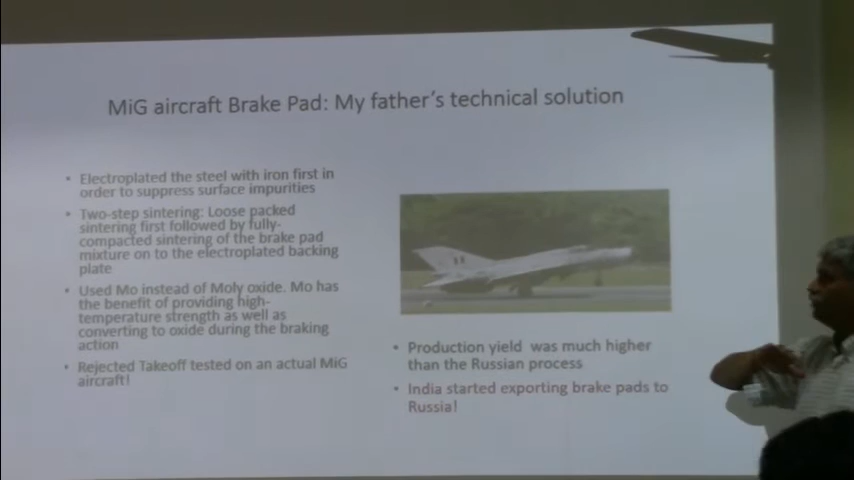 MiG aircraft Brake Pad: My father's technical solution
• Electroplated the steel with iron first in
order to suppress surface impurities
• Two-step sintering: Loose packed
sintering first followed by fully-
compacted sintering of the brake pad
mixture on to the electroplated backing
plate
• Used Mo instead of Moly oxide. Mo has
the benefit of providing high-
temperature strength as well as
converting to oxide during the braking
action
• Rejected Takeoff tested on an actual MiG
aircraft!
• Production yield was much higher
than the Russian process
• India started exporting brake pads to
Russia!